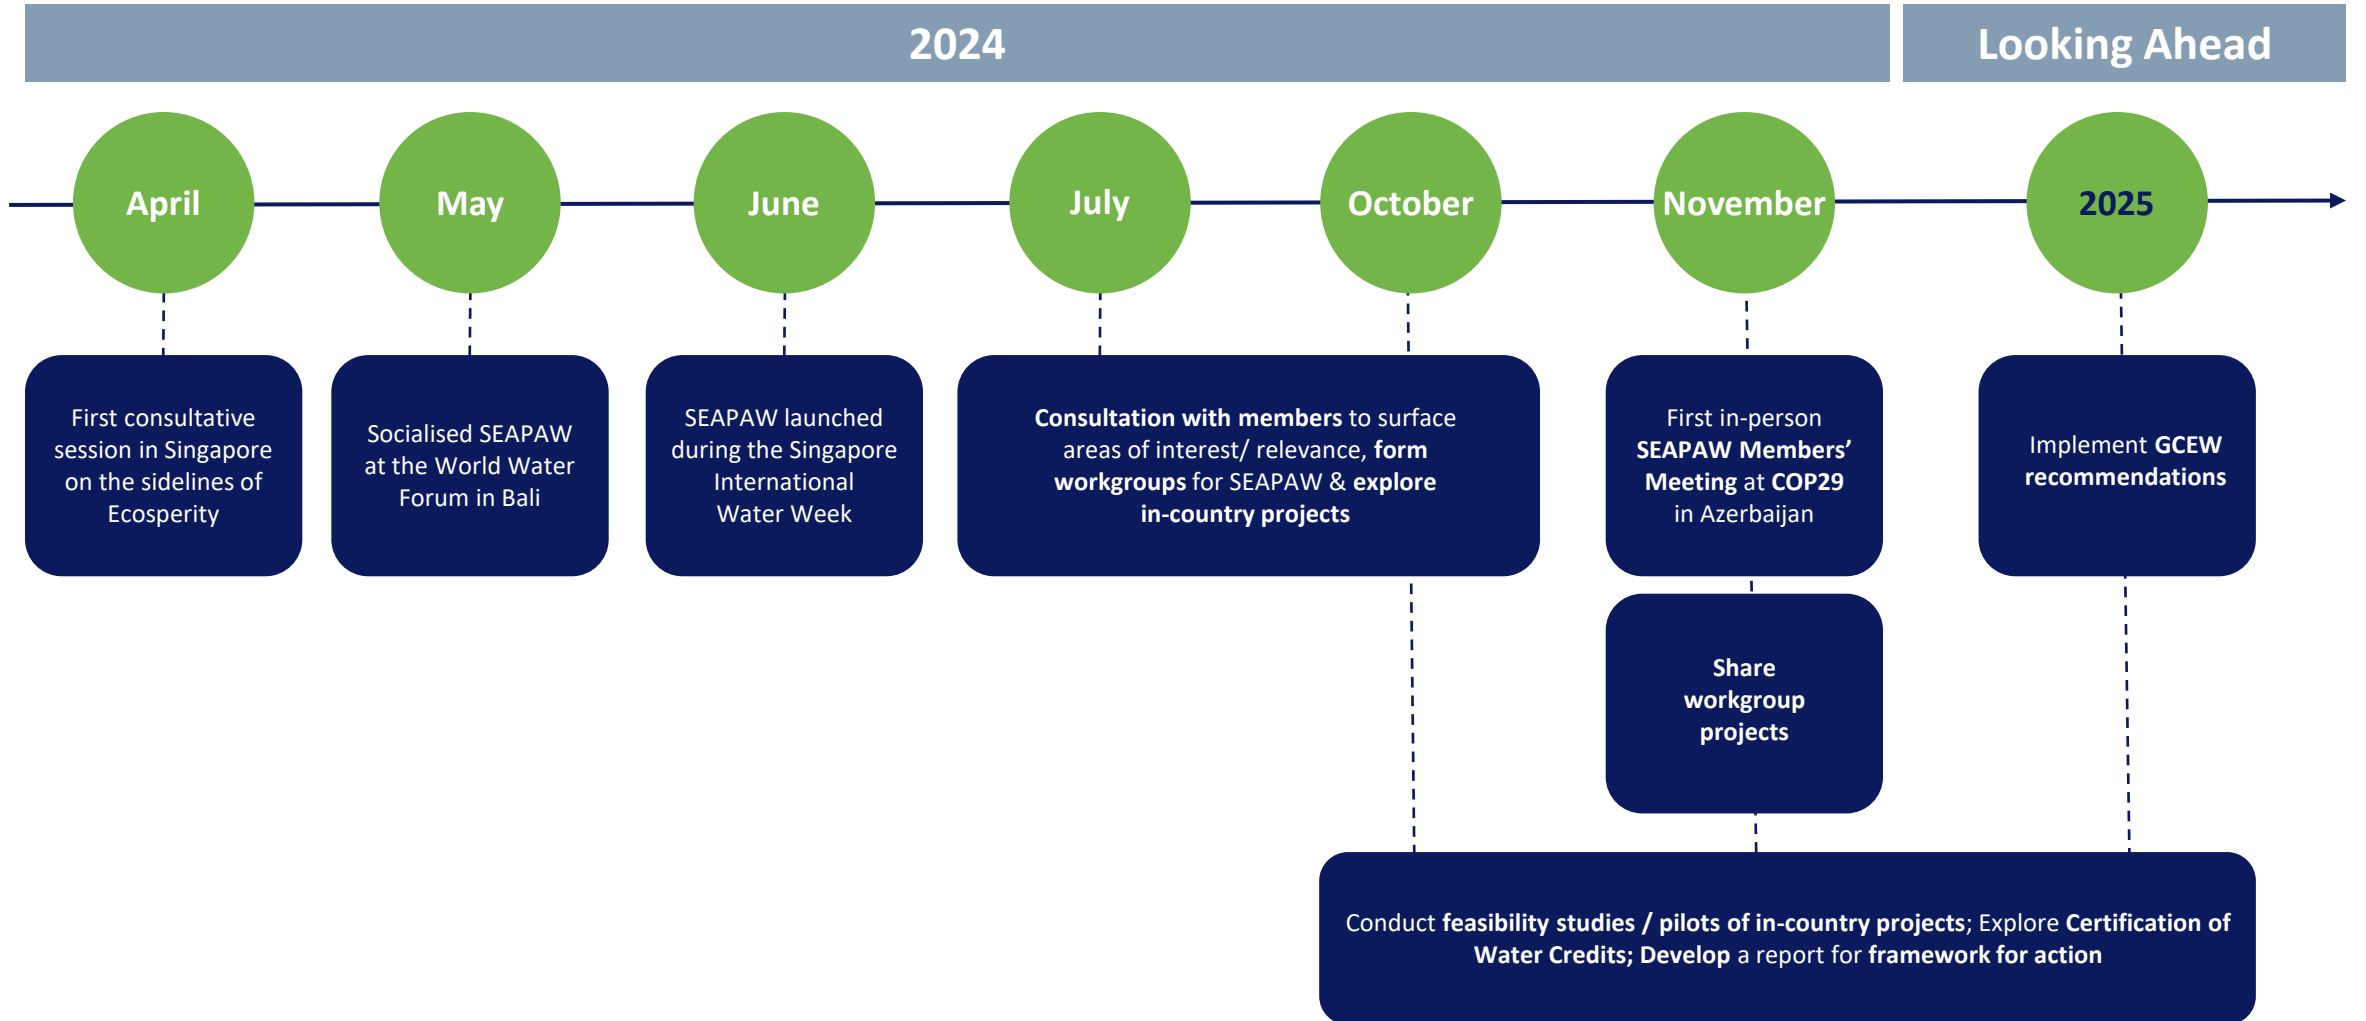 2024
Looking Ahead
April
May
June
July
October
November
2025
First consultative
session in Singapore
on the sidelines of
Ecosperity
Socialised SEAPAW
at the World Water
Forum in Bali
SEAPAW launched
during the Singapore
International
Water Week
Consultation with members to surface
areas of interest/ relevance, form
workgroups for SEAPAW & explore
in-country projects
First in-person
SEAPAW Members’
Meeting at COP29
in Azerbaijan
Implement GCEW
recommendations
Share
workgroup
projects
Conduct feasibility studies / pilots of in-country projects; Explore Certification of
Water Credits; Develop a report for framework for action